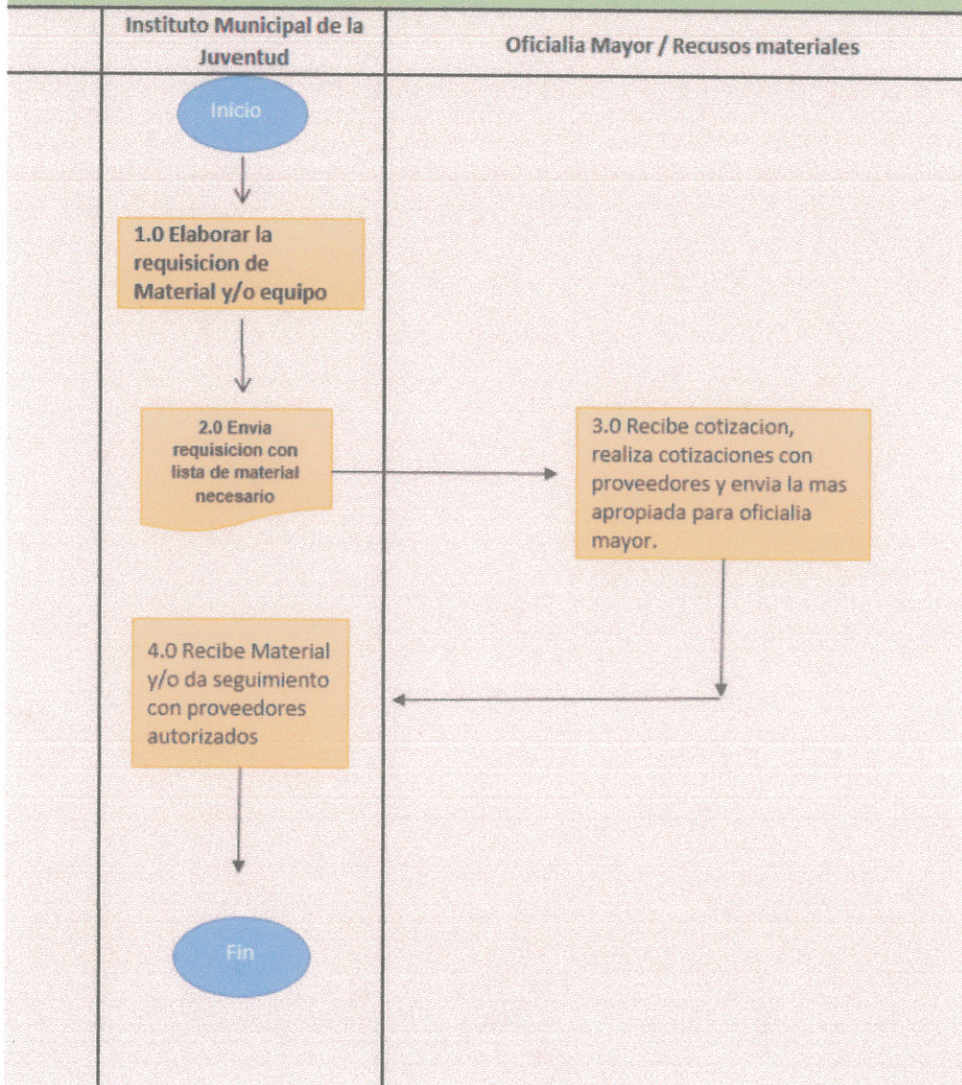 Instituto Municipal de la
Juventud
Oficialia Mayor / Recusos materiales
Inicio
1.0 Elaborar la
requisicion de
Material y/o equipo
2.0 Envia
requisicion con
lista de material
necesario
3.0 Recibe cotizacion,
realiza cotizaciones con
proveedores y envia la mas
apropiada para oficialia
mayor.
4.0 Recibe Material
y/o da seguimiento
con proveedores
autorizados
Fin